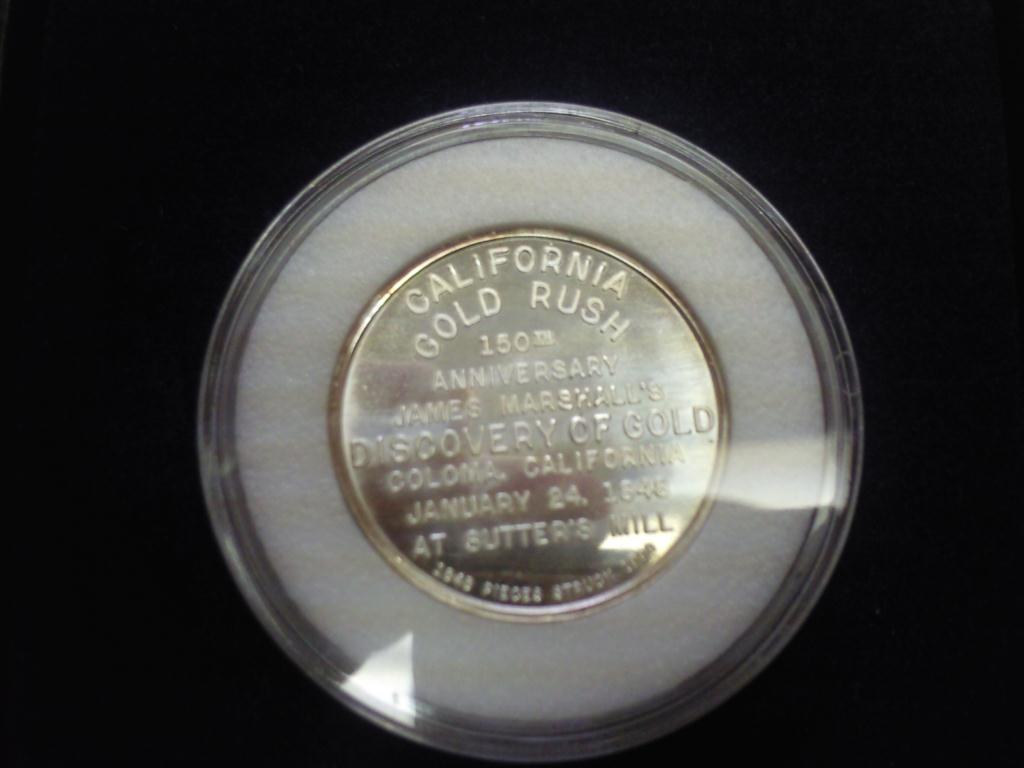 CALIFORNIA
GOLD RUSH
150TH
ANNIVERSARY
JAMES MARSHALL'S
DISCOVERY OF GOLD
COLOMA, CALIFORNIA
JANUARY 24, 1848
AT SUTTER'S MILL
1848 PIECES STRUCK